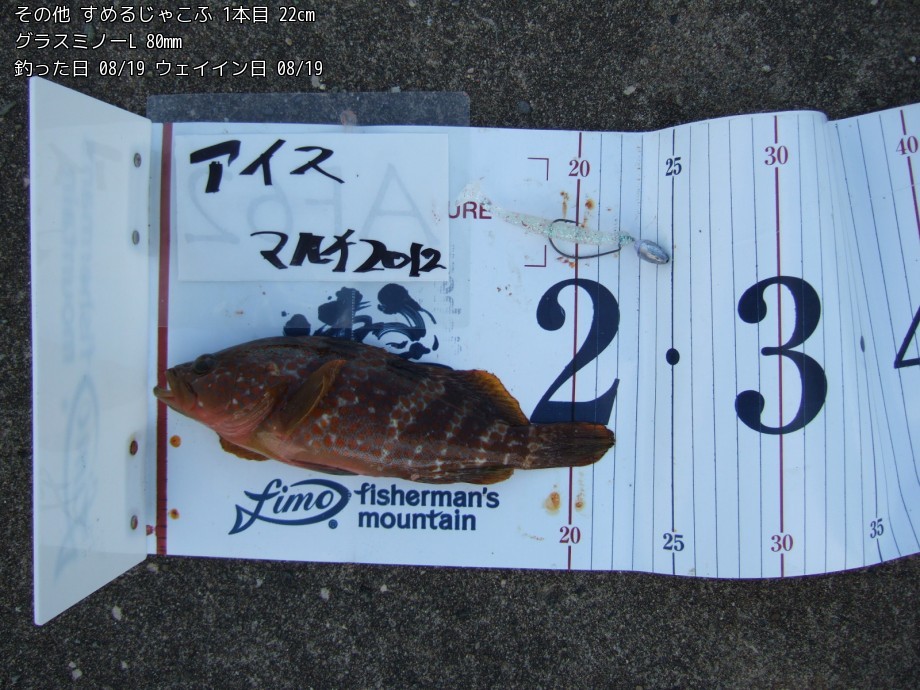 その他 すめるじゃこふ 1本目 22cm
グラスミノーL 80mm
釣った日 08/19 ウェイイン日 08/19
アイス
マルチ2012
URE
20
25
30
40
2・3
4
fimo
fisherman's
mountain
20
25
30
35